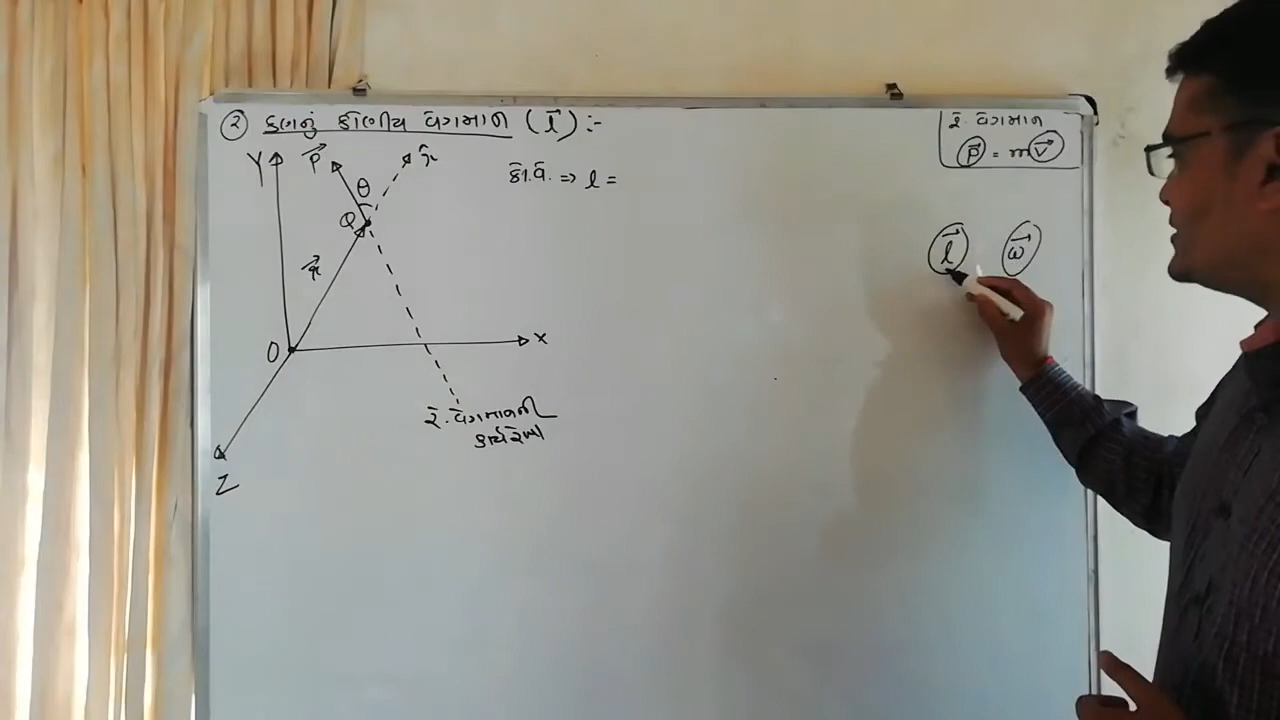 ② કણનું કોણીય વેગમાન (l⃗) :-
રે. વેગમાન
p⃗ = mv⃗
Y
p⃗
r̂
θ
કો.વે. ⇒ l =
Q
r⃗
l⃗ ω⃗
O
X
રે. વેગમાનની
કાર્યરેખા
Z